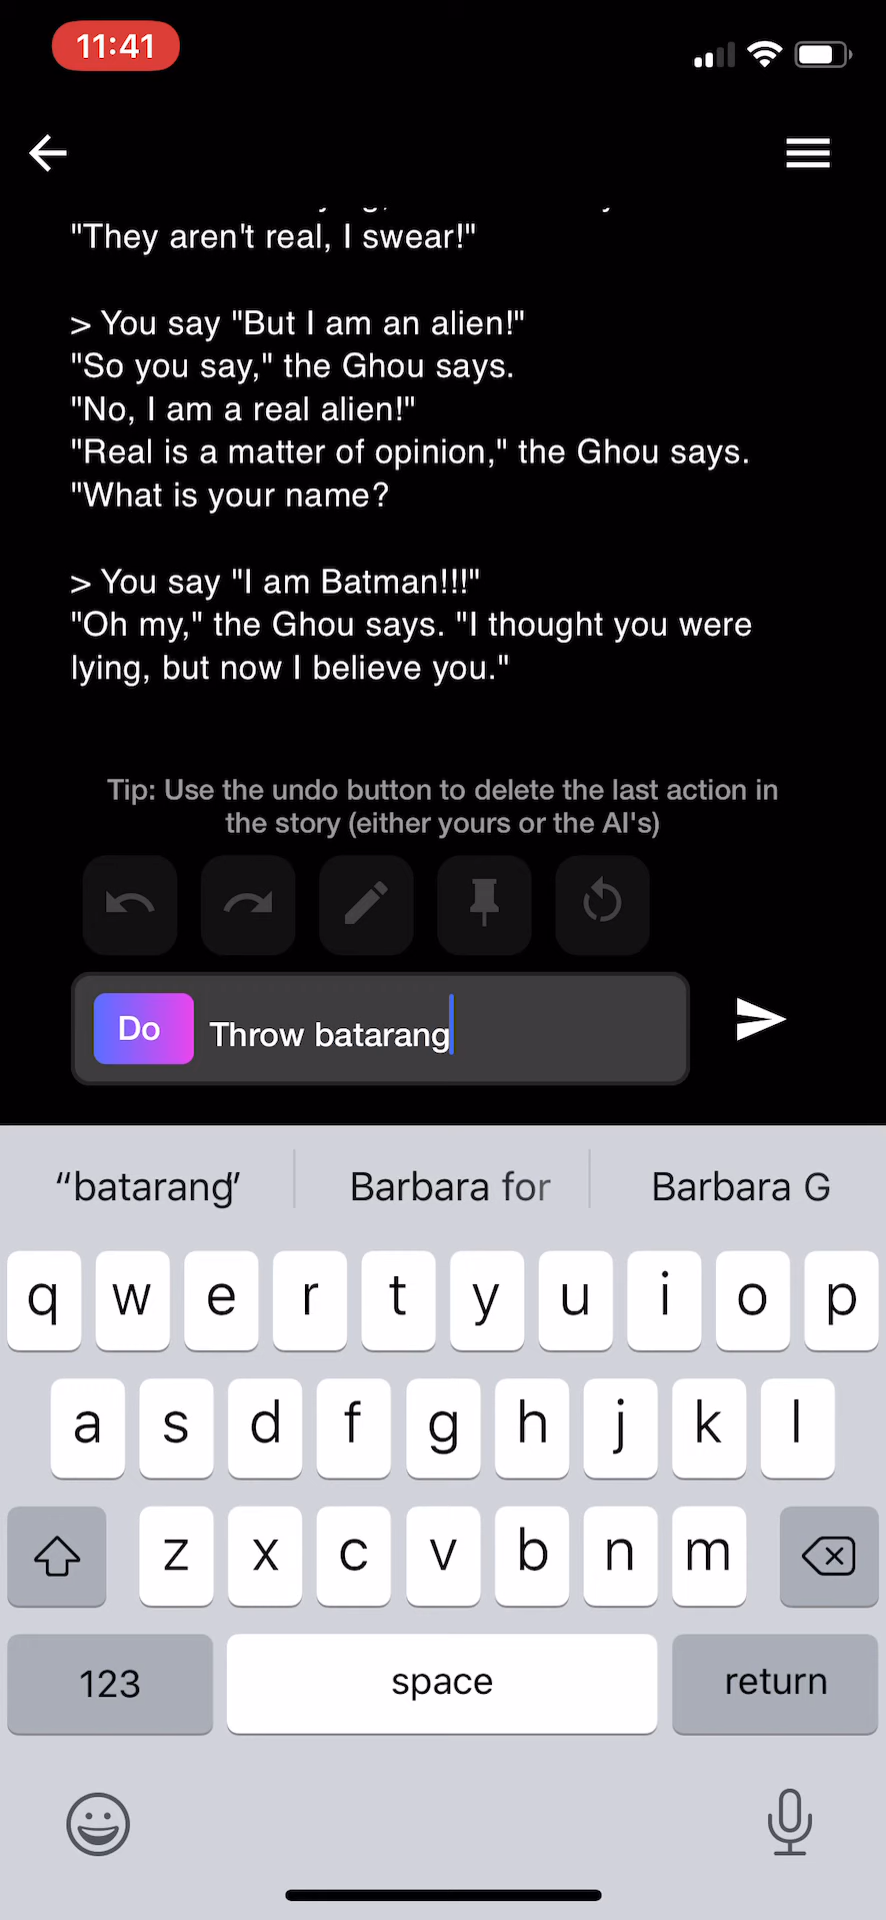 11:41
"They aren't real, I swear!"
> You say "But I am an alien!"
"So you say," the Ghou says.
"No, I am a real alien!"
"Real is a matter of opinion," the Ghou says.
"What is your name?
> You say "I am Batman!!!"
"Oh my," the Ghou says. "I thought you were
lying, but now I believe you."
Tip: Use the undo button to delete the last action in
the story (either yours or the AI's)
Do Throw batarang
“batarang” Barbara for Barbara G
q w e r t y u i o p
a s d f g h j k l
z x c v b n m
123 space return